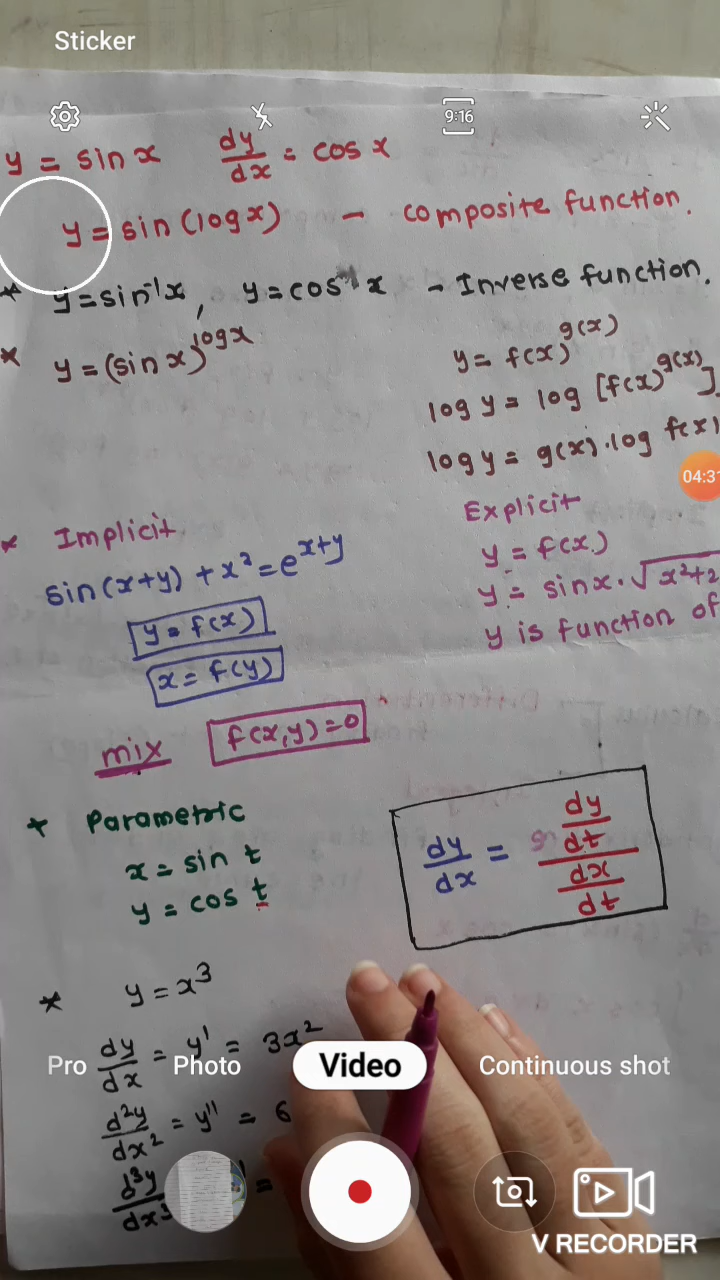 Sticker
9:16
y = sin x    dy/dx = cos x
y = sin (log x) - composite function.
* y = sin⁻¹x, y = cos⁻¹ x - Inverse function.
* y = (sin x)^log x
y = f(x)^g(x)
log y = log [f(x)^g(x)]
log y = g(x) · log f(x)
04:31
* Implicit
sin(x+y) + x² = e^x+y
y = f(x)
x = f(y)
Explicit
y = f(x)
y = sinx · √x²+2
y is function of
mix f(x,y)=0
* Parametric
x = sin t
y = cos t
dy/dx = dy/dt / dx/dt
* y = x³
dy/dx = y' = 3x²
d²y/dx² = y'' = 6
d³y/dx³ =
Pro Photo Video Continuous shot
V RECORDER